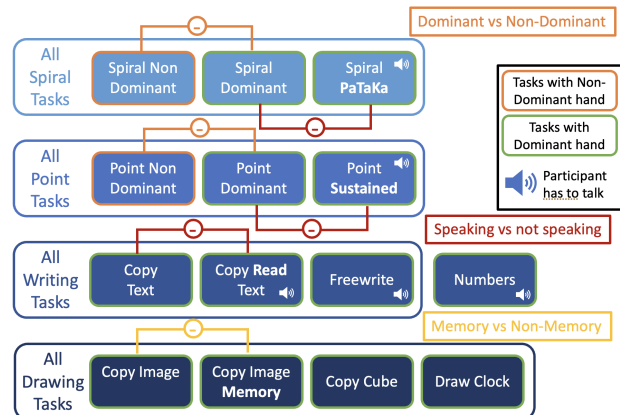 Dominant vs Non-Dominant
All
Spiral
Tasks
Spiral Non
Dominant
Spiral
Dominant
Spiral
PaTaKa
Tasks with Non-
Dominant hand
Tasks with
Dominant hand
Participant
has to talk
All
Point
Tasks
Point Non
Dominant
Point
Dominant
Point
Sustained
Speaking vs not speaking
All
Writing
Tasks
Copy
Text
Copy Read
Text
Freewrite
Numbers
Memory vs Non-Memory
All
Drawing
Tasks
Copy Image
Copy Image
Memory
Copy Cube
Draw Clock